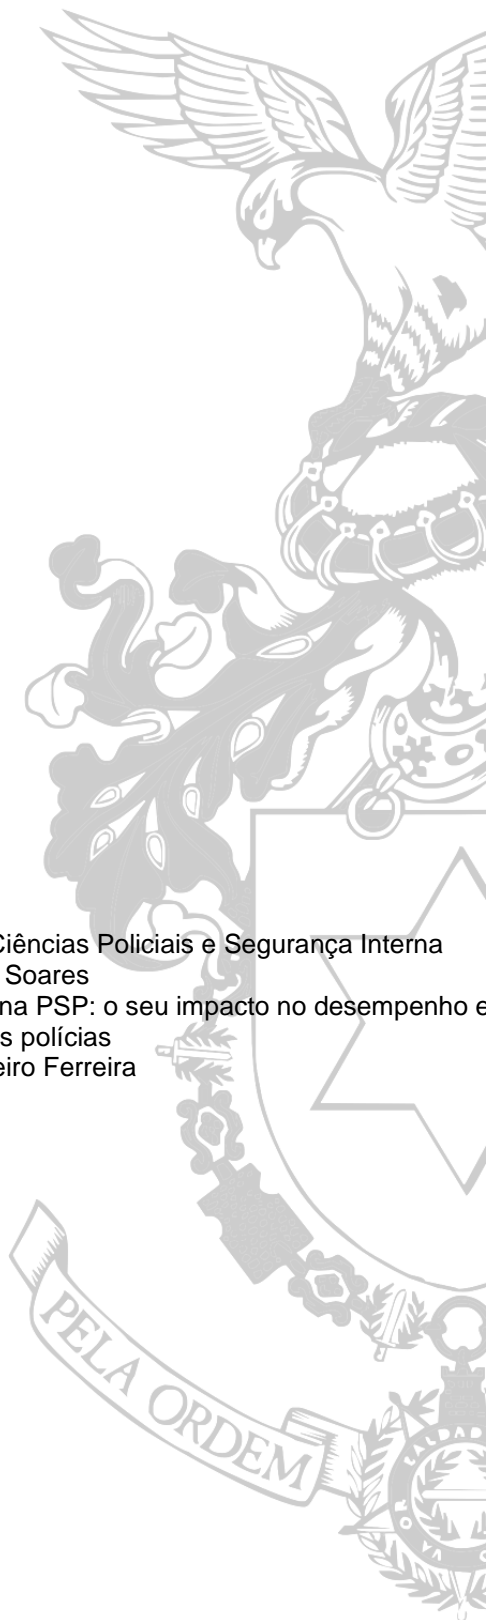 Ciências Policiais e Segurança Interna
Soares
na PSP: o seu impacto no desempenho e
s polícias
eiro Ferreira
PELA ORDEM